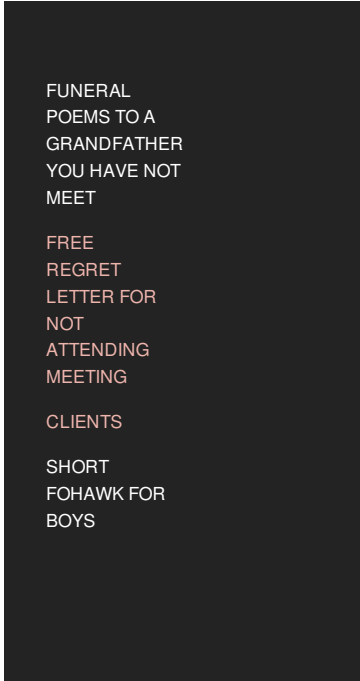 FUNERAL
POEMS TO A
GRANDFATHER
YOU HAVE NOT
MEET
FREE
REGRET
LETTER FOR
NOT
ATTENDING
MEETING
CLIENTS
SHORT
FOHAWK FOR
BOYS